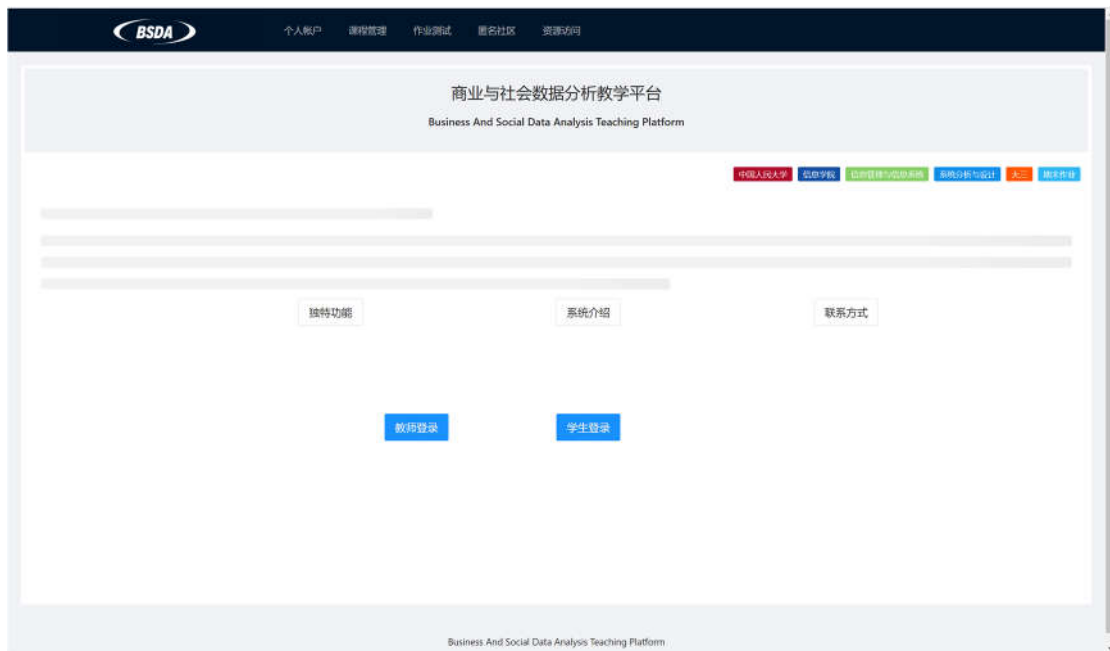 BSDA 个人帐户 课程管理 作业测试 匿名社区 资源访问
商业与社会数据分析教学平台
Business And Social Data Analysis Teaching Platform
中国人民大学 信息学院 信息管理与信息系统 系统分析与设计 大三 期末作业
独特功能 系统介绍 联系方式
教师登录 学生登录
Business And Social Data Analysis Teaching Platform